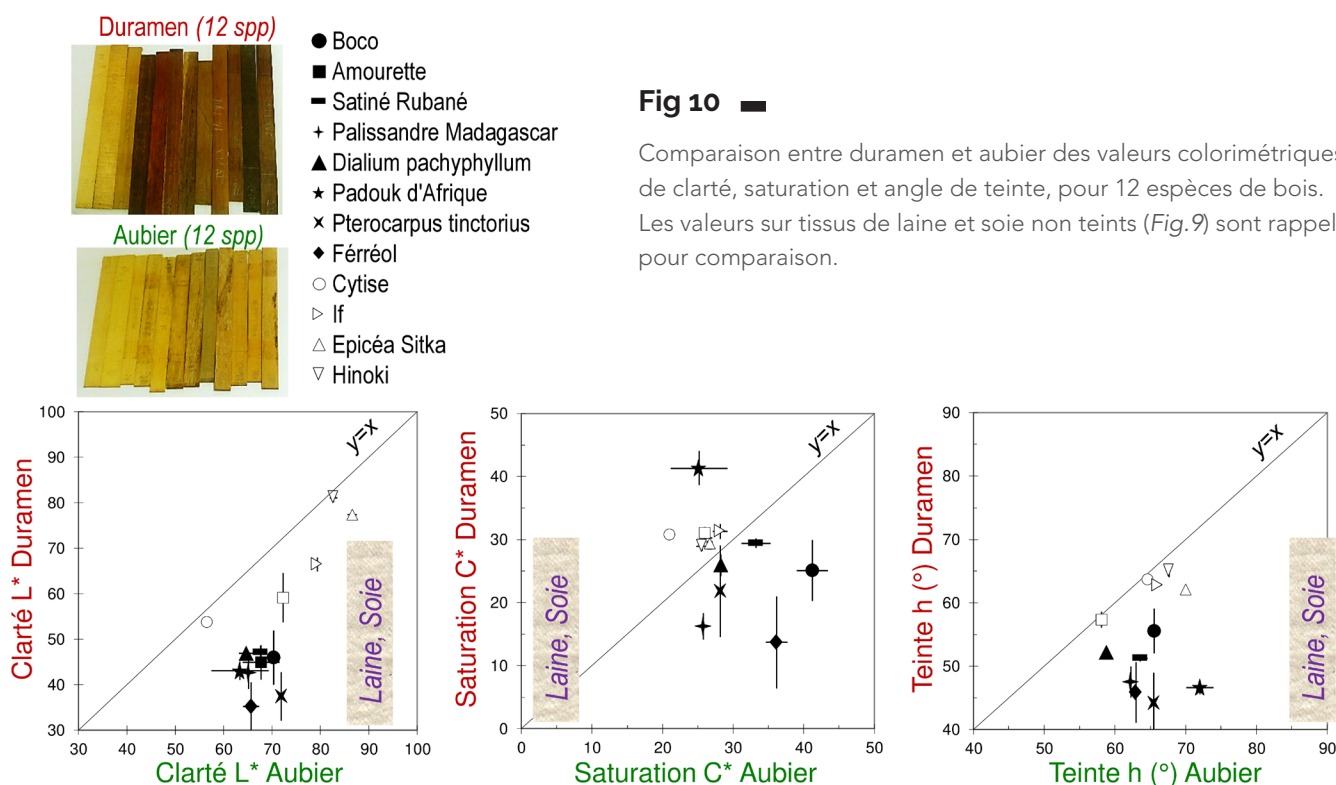 Duramen (12 spp)
Aubier (12 spp)
Boco
Amourette
Satiné Rubané
Palissandre Madagascar
Dialium pachyphyllum
Padouk d'Afrique
Pterocarpus tinctorius
Férréol
Cytise
If
Epicéa Sitka
Hinoki
Fig 10
Comparaison entre duramen et aubier des valeurs colorimétriques
de clarté, saturation et angle de teinte, pour 12 espèces de bois.
Les valeurs sur tissus de laine et soie non teints (Fig.9) sont rappel
pour comparaison.
Clarté L* Duramen
100
90
80
70
60
50
40
30
y=x
Laine, Soie
30 40 50 60 70 80 90 100
Clarté L* Aubier
Saturation C* Duramen
50
40
30
20
10
0
y=x
Laine, Soie
0 10 20 30 40 50
Saturation C* Aubier
Teinte h (°) Duramen
90
80
70
60
50
40
y=x
Laine, Soie
40 50 60 70 80 90
Teinte h (°) Aubier